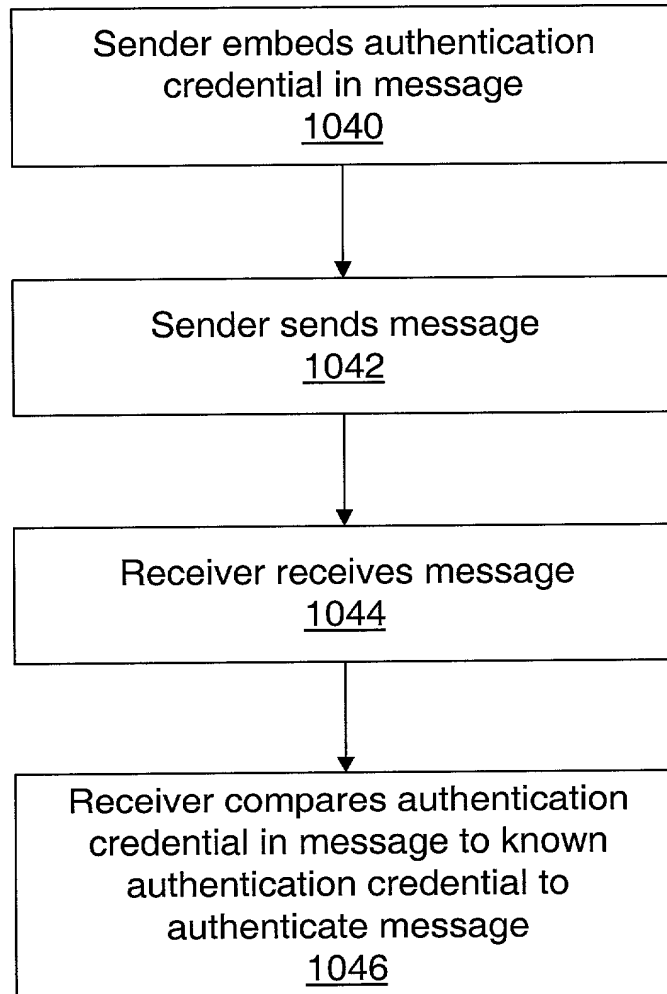 Sender embeds authentication
credential in message
1040
Sender sends message
1042
Receiver receives message
1044
Receiver compares authentication
credential in message to known
authentication credential to
authenticate message
1046